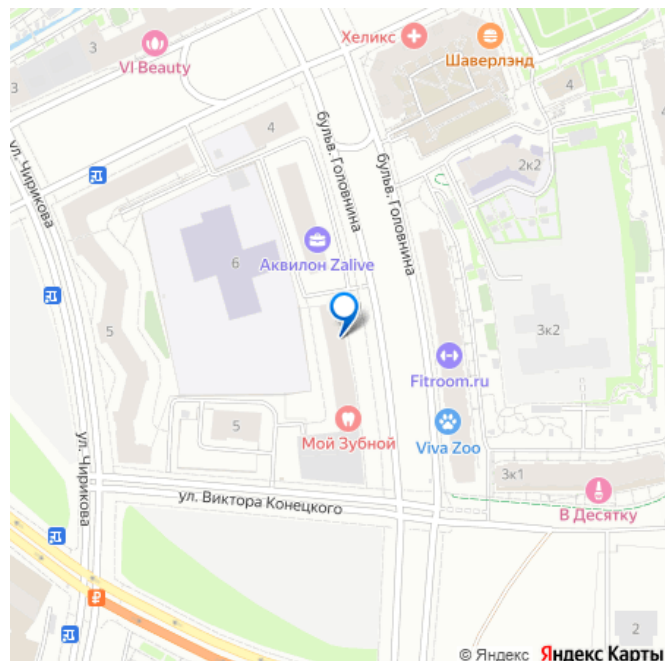 Хеликс
Шаверлэнд
VI Beauty
3
3
4
4
ул. Чирикова
бульв. Головнина
бульв. Головнина
2к2
6
Аквилон Zalive
5
3к2
Fitroom.ru
5
Мой Зубной
Viva Zoo
ул. Чирикова
3к1
ул. Виктора Конецкого
В Десятку
₽
2
© Яндекс Яндекс Карты